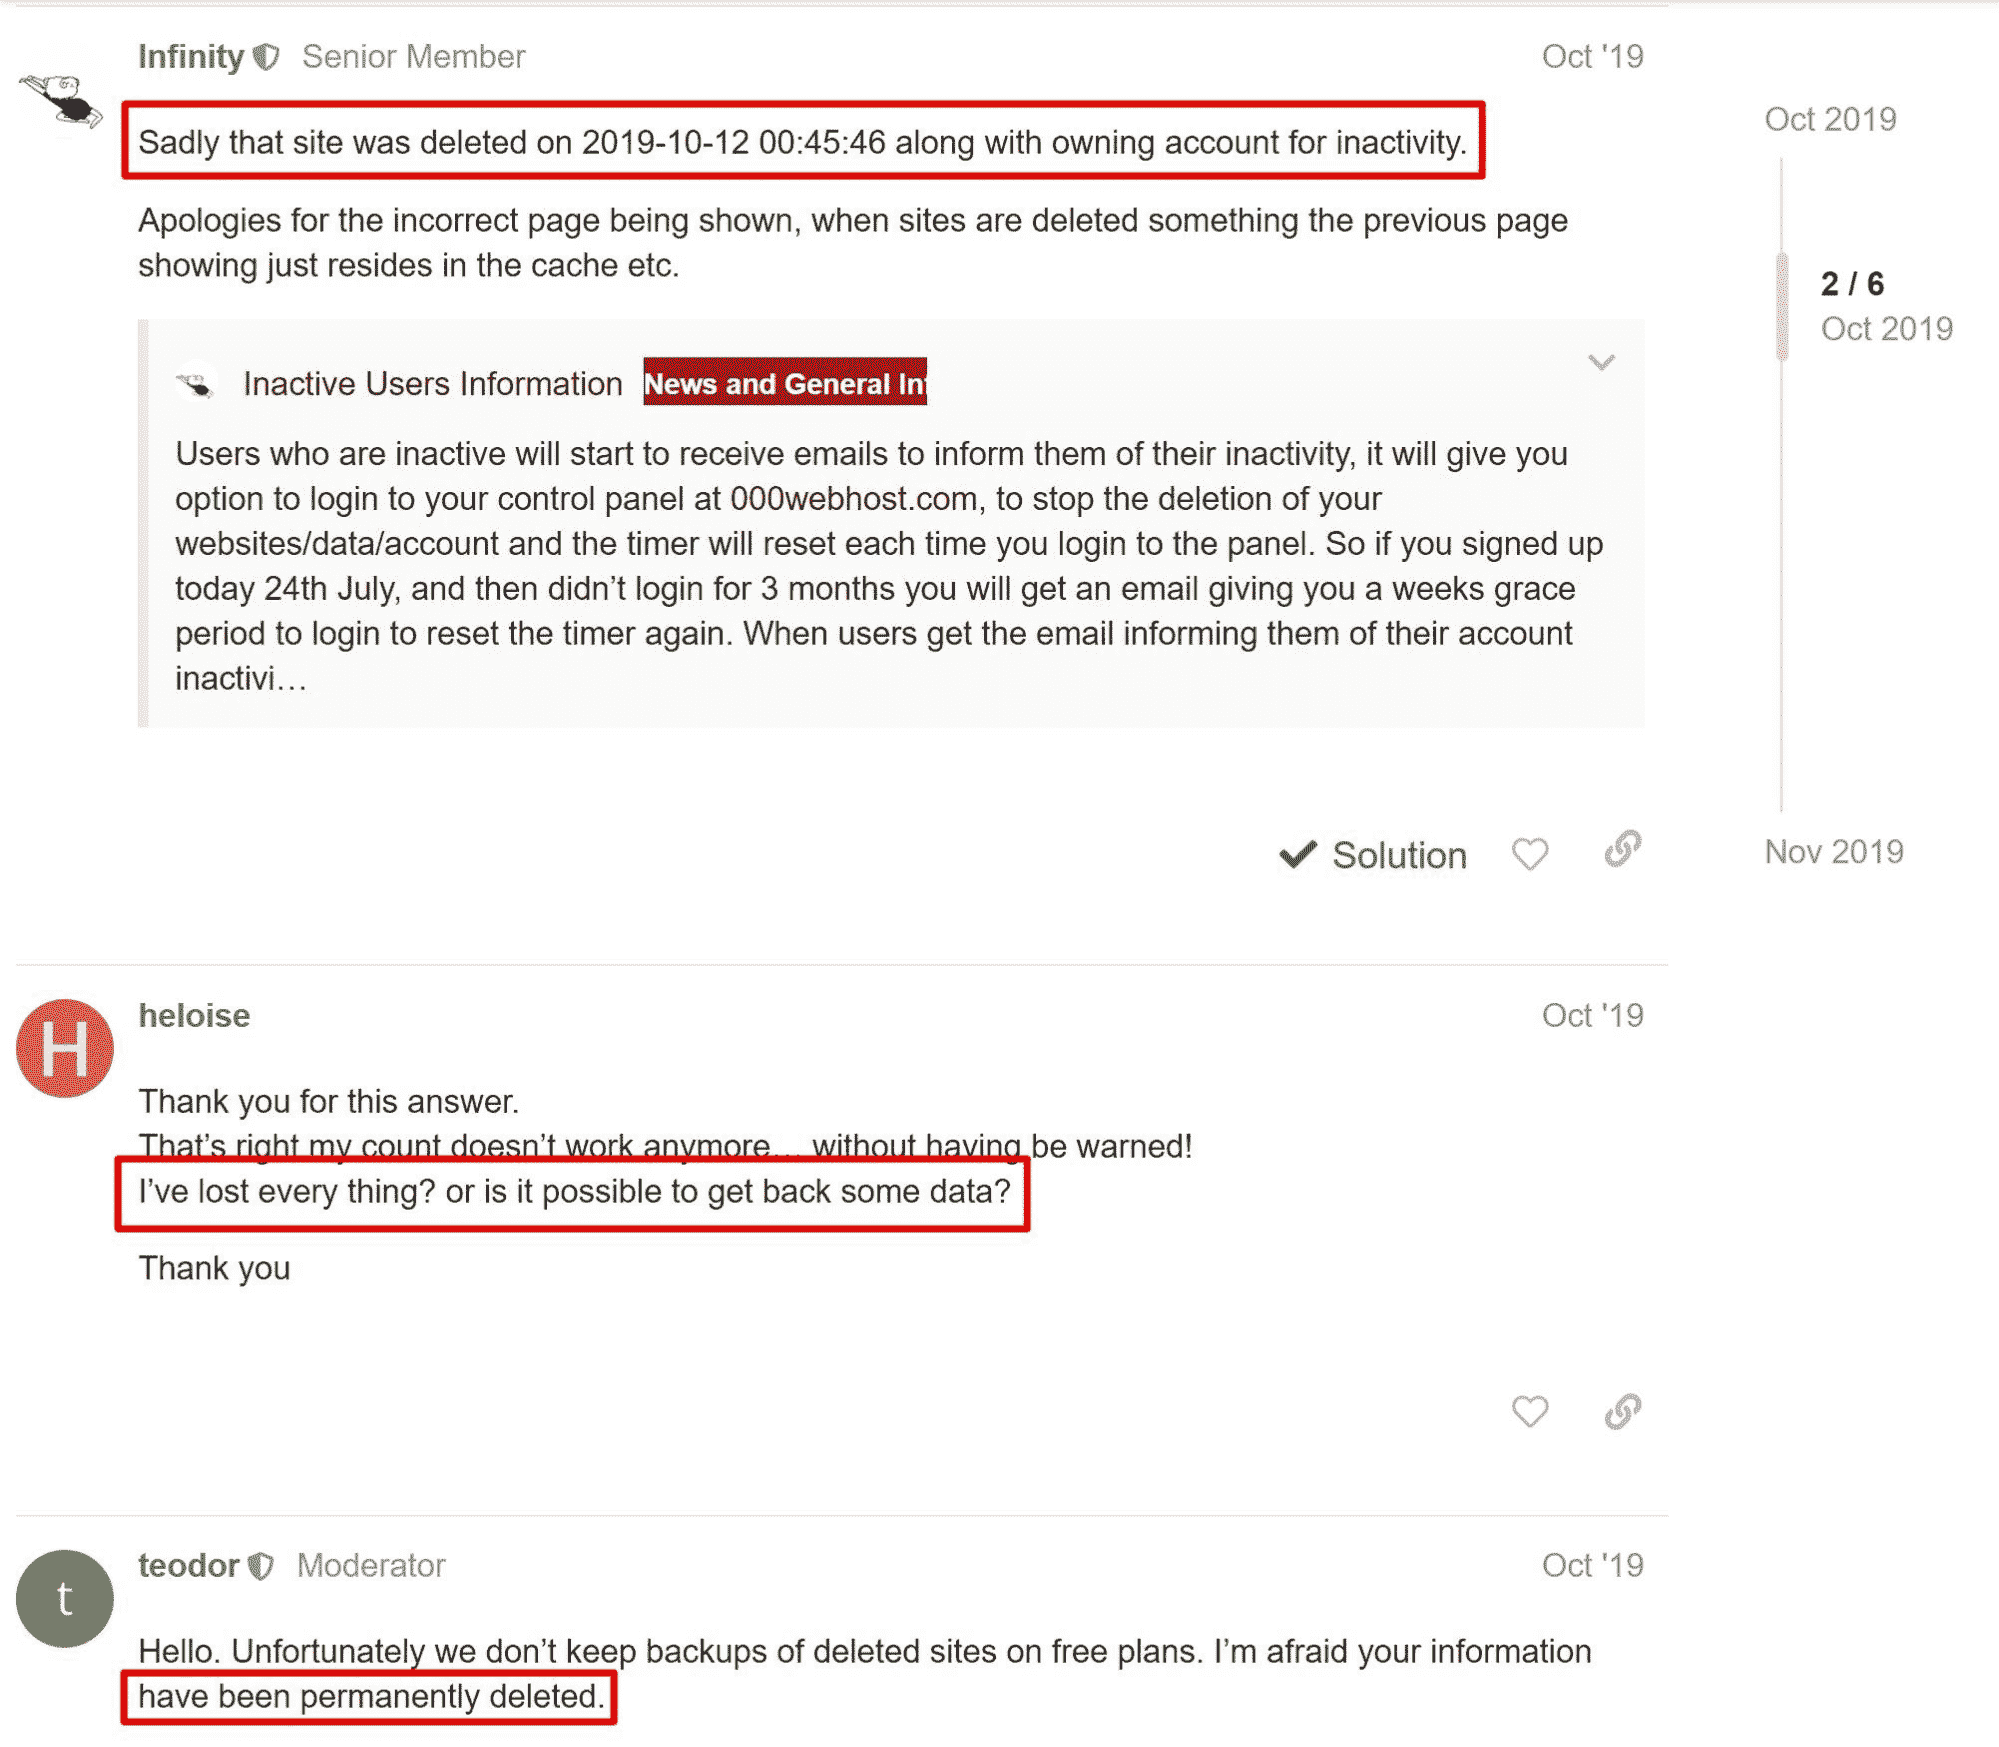 Infinity Senior Member Oct '19
Sadly that site was deleted on 2019-10-12 00:45:46 along with owning account for inactivity.
Apologies for the incorrect page being shown, when sites are deleted something the previous page
showing just resides in the cache etc.
Inactive Users Information News and General In
Users who are inactive will start to receive emails to inform them of their inactivity, it will give you
option to login to your control panel at 000webhost.com, to stop the deletion of your
websites/data/account and the timer will reset each time you login to the panel. So if you signed up
today 24th July, and then didn’t login for 3 months you will get an email giving you a weeks grace
period to login to reset the timer again. When users get the email informing them of their account
inactivi…
Solution
Oct 2019
2 / 6
Oct 2019
Nov 2019
H
heloise Oct '19
Thank you for this answer.
That’s right my count doesn’t work anymore… without having be warned!
I’ve lost every thing? or is it possible to get back some data?
Thank you
t
teodor Moderator Oct '19
Hello. Unfortunately we don’t keep backups of deleted sites on free plans. I’m afraid your information
have been permanently deleted.